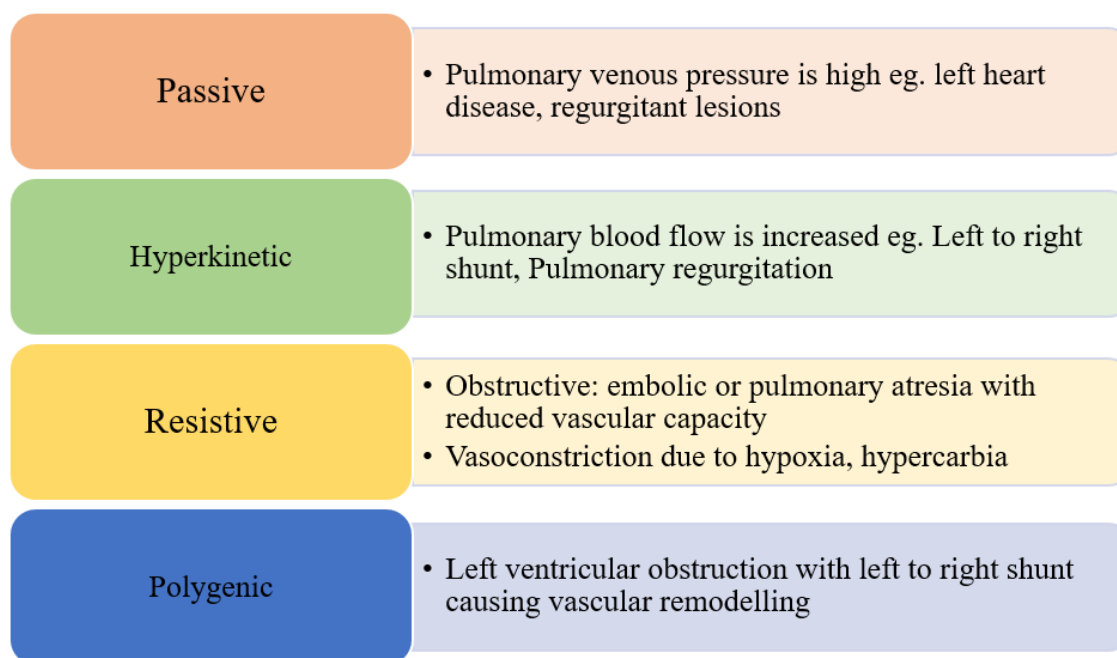 Passive
• Pulmonary venous pressure is high eg. left heart
disease, regurgitant lesions
Hyperkinetic
• Pulmonary blood flow is increased eg. Left to right
shunt, Pulmonary regurgitation
Resistive
• Obstructive: embolic or pulmonary atresia with
reduced vascular capacity
• Vasoconstriction due to hypoxia, hypercarbia
Polygenic
• Left ventricular obstruction with left to right shunt
causing vascular remodelling